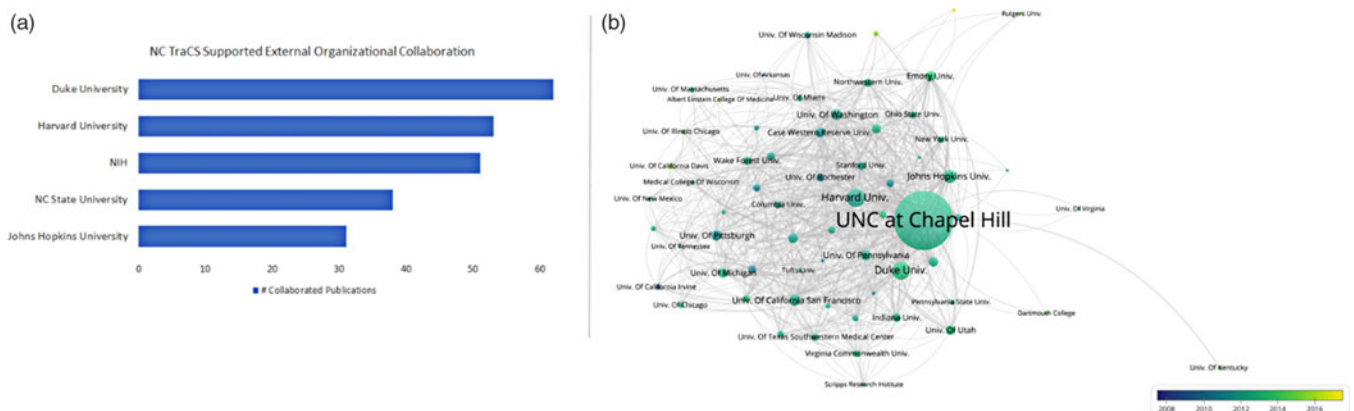 (a)
NC TraCS Supported External Organizational Collaboration
Duke University
Harvard University
NIH
NC State University
Johns Hopkins University
0 10 20 30 40 50 60
# Collaborated Publications
(b)
Rutgers Univ.
Univ. Of Wisconsin Madison
Univ. Of Arkansas
Northwestern Univ.
Emory Univ.
Univ. Of Massachusetts
Albert Einstein College Of Medicine
Univ. Of Miami
Univ. Of Washington
Ohio State Univ.
Univ. Of Illinois Chicago
Case Western Reserve Univ.
New York Univ.
Univ. Of California Davis
Wake Forest Univ.
Stanford Univ.
Medical College Of Wisconsin
Univ. Of Rochester
Johns Hopkins Univ.
Univ. Of New Mexico
Columbia Univ.
Harvard Univ.
Univ. Of Virginia
UNC at Chapel Hill
Univ. Of Pittsburgh
Univ. Of Tennessee
Univ. Of Pennsylvania
Univ. Of Michigan
Tufts Univ.
Duke Univ.
Univ. Of California Irvine
Univ. Of Chicago
Univ. Of California San Francisco
Pennsylvania State Univ.
Dartmouth College
Indiana Univ.
Univ. Of Utah
Univ. Of Texas Southwestern Medical Center
Virginia Commonwealth Univ.
Univ. Of Kentucky
Scripps Research Institute
2008 2010 2012 2014 2016